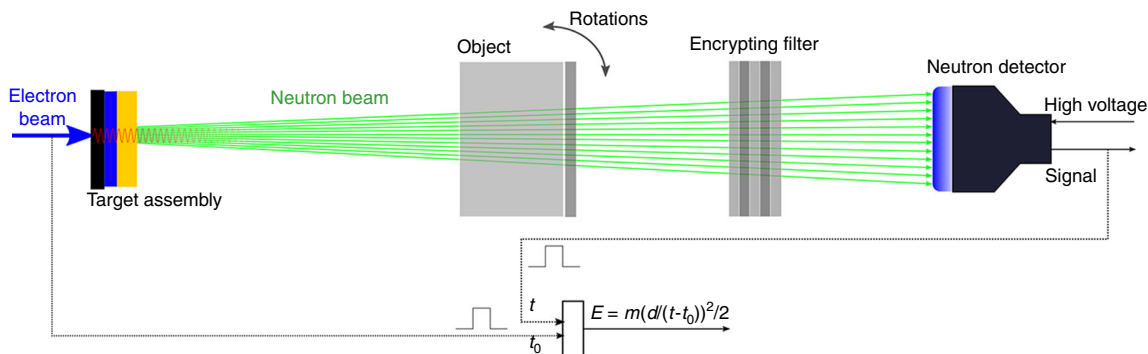 Rotations
Object
Encrypting filter
Neutron detector
Electron
beam
Neutron beam
High voltage
Target assembly
Signal
t
E = m(d/(t-t₀))²/2
t₀